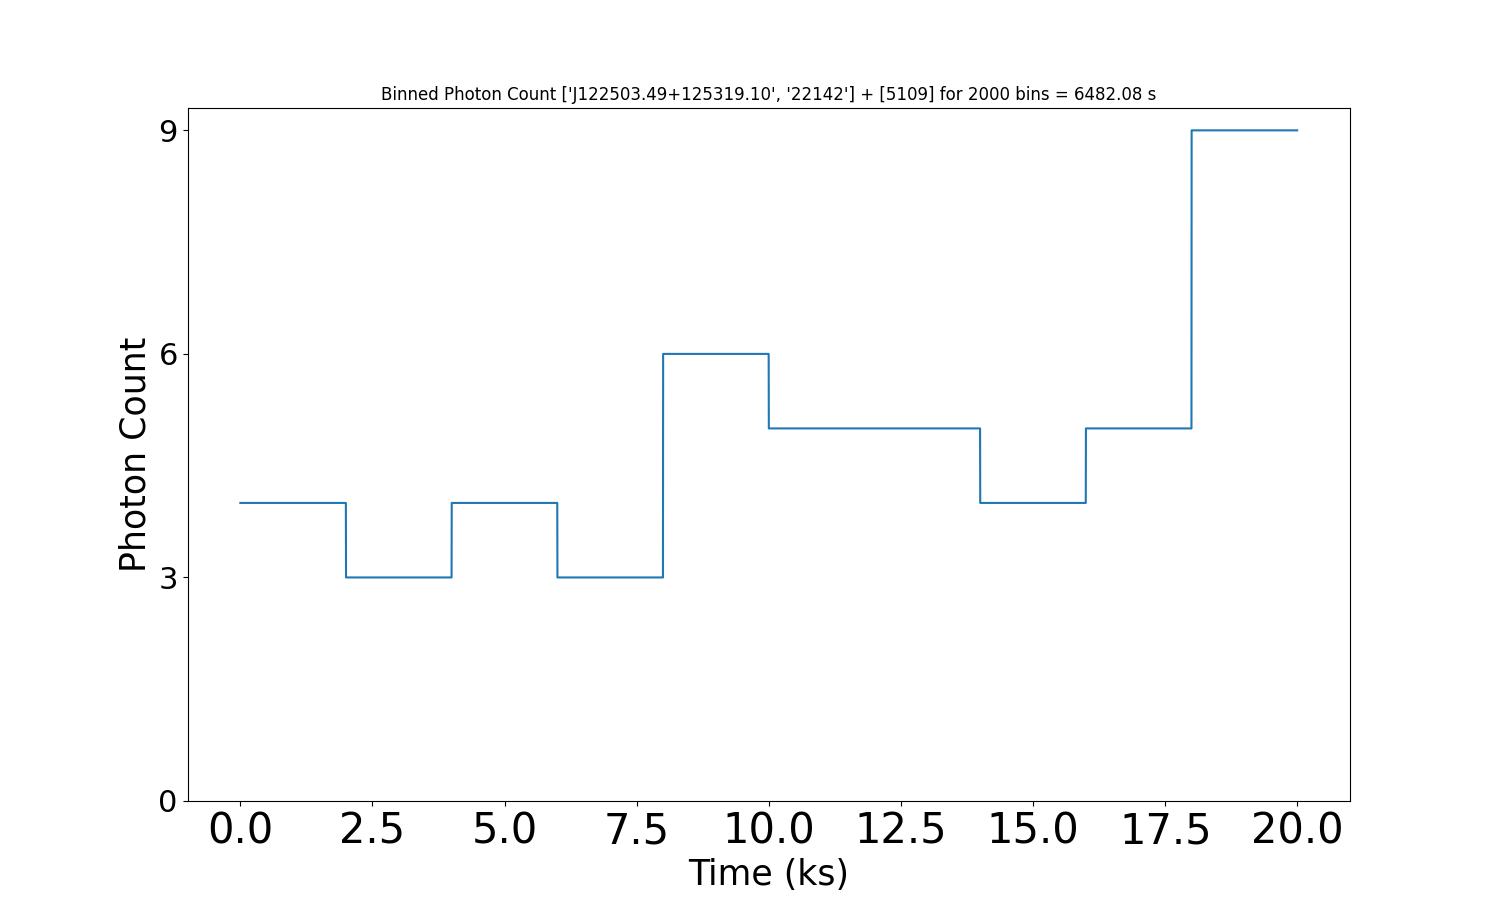 Binned Photon Count ['J122503.49+125319.10', '22142'] + [5109] for 2000 bins = 6482.08 s
9
6
3
0
Photon Count
0.0 2.5 5.0 7.5 10.0 12.5 15.0 17.5 20.0
Time (ks)